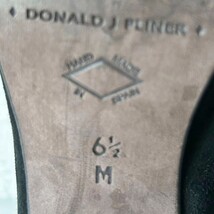 DONALD J PLINER
HAND MADE
IN SPAIN
6½
M